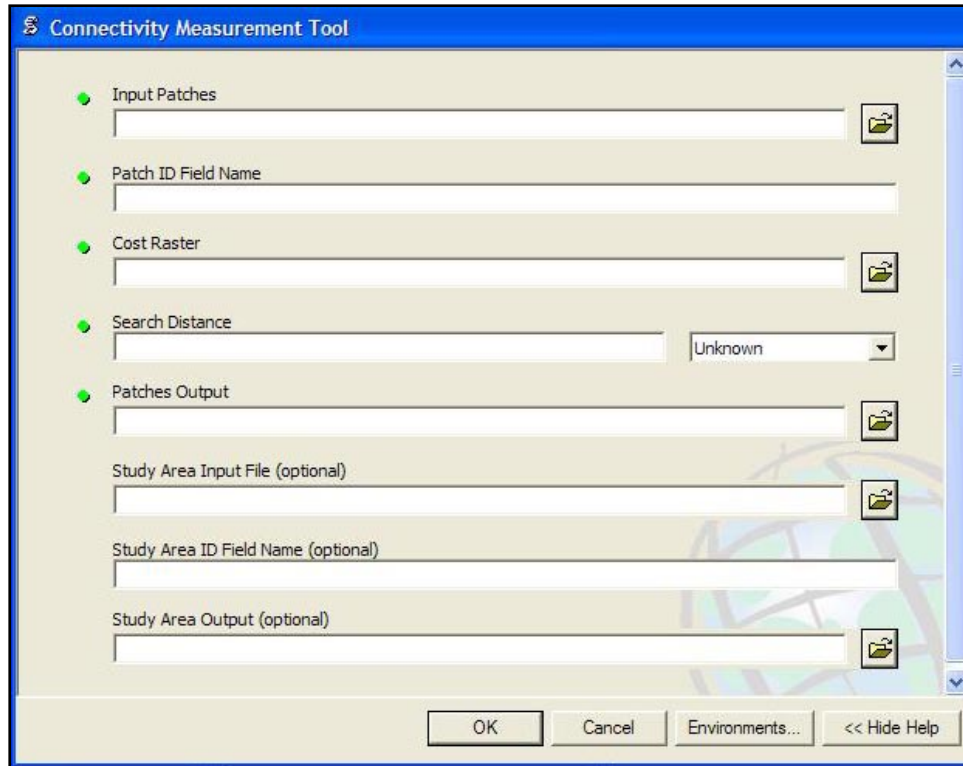 Connectivity Measurement Tool
Input Patches
Patch ID Field Name
Cost Raster
Search Distance
Unknown
Patches Output
Study Area Input File (optional)
Study Area ID Field Name (optional)
Study Area Output (optional)
OK Cancel Environments... << Hide Help